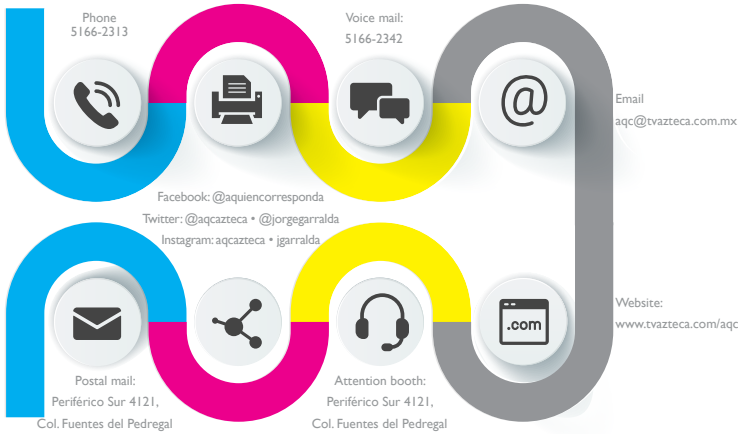 Phone
5166-2313
Voice mail:
5166-2342
@
Email
aqc@tvazteca.com.mx
Facebook: @aquiencorresponda
Twitter: @aqcazteca • @jorgegarralda
Instagram: aqcazteca • jgarralda
.com
Website:
www.tvazteca.com/aqc
Postal mail:
Periférico Sur 4121,
Col. Fuentes del Pedregal
Attention booth:
Periférico Sur 4121,
Col. Fuentes del Pedregal